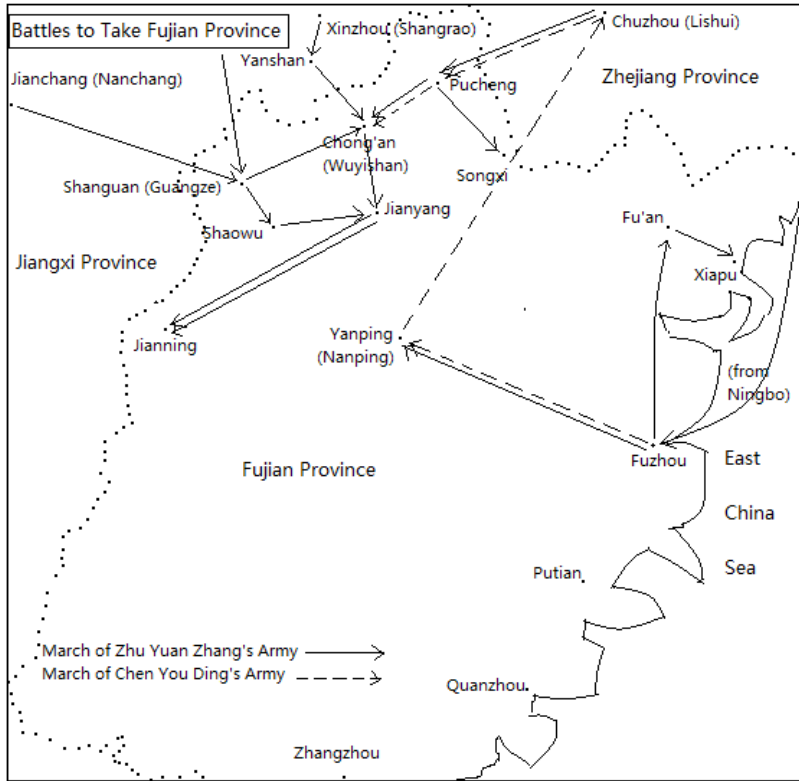 Battles to Take Fujian Province
Xinzhou (Shangrao)
Chuzhou (Lishui)
Yanshan
Jianchang (Nanchang)
Pucheng
Zhejiang Province
Chong'an
(Wuyishan)
Songxi
Shanguan (Guangze)
Jianyang
Shaowu
Fu'an
Jiangxi Province
Xiapu
Jianning
Yanping
(Nanping)
(from
Ningbo)
Fuzhou
East
Fujian Province
China
Sea
Putian
March of Zhu Yuan Zhang's Army
March of Chen You Ding's Army
Quanzhou
Zhangzhou